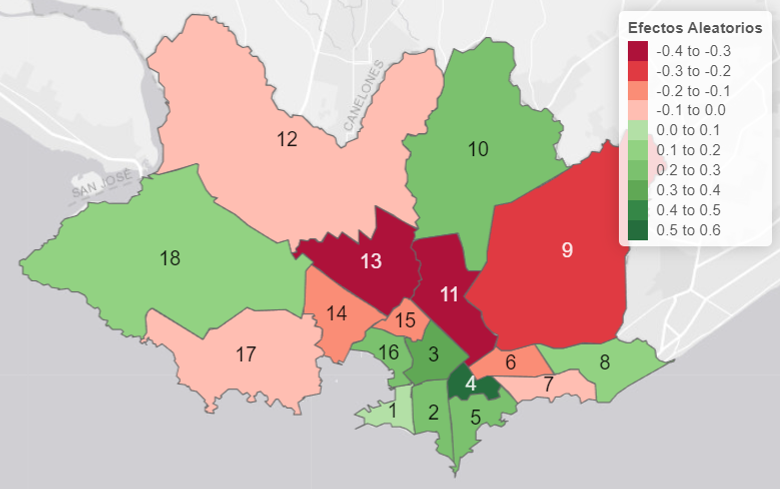 Efectos Aleatorios
-0.4 to -0.3
-0.3 to -0.2
-0.2 to -0.1
-0.1 to 0.0
0.0 to 0.1
0.1 to 0.2
0.2 to 0.3
0.3 to 0.4
0.4 to 0.5
0.5 to 0.6
CANELONES
12
10
SAN JOSÉ
9
18
13
11
14
15
17
16
3
6
8
4
7
1
2
5